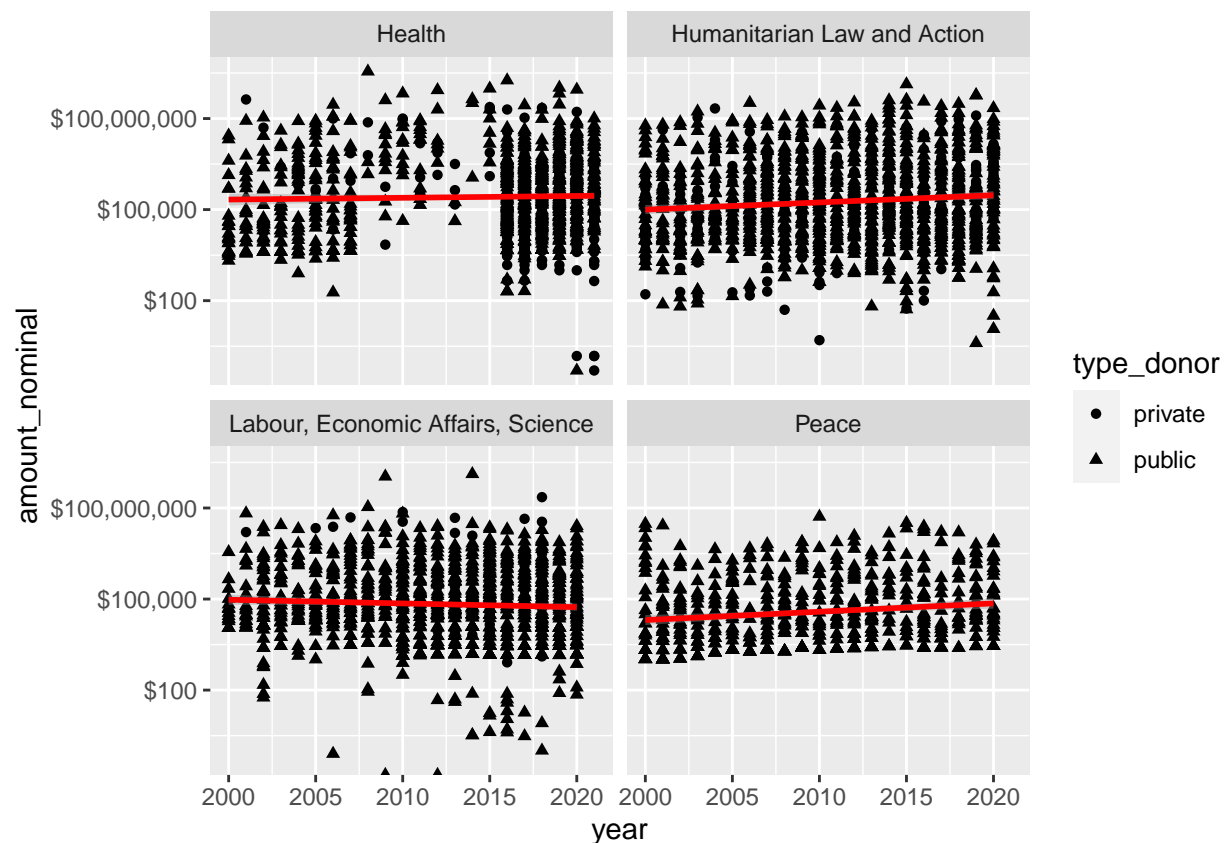 Health
Humanitarian Law and Action
$100,000,000
$100,000
$100
Labour, Economic Affairs, Science
Peace
$100,000,000
$100,000
$100
2000 2005 2010 2015 2020
2000 2005 2010 2015 2020
year
amount_nominal
type_donor
private
public